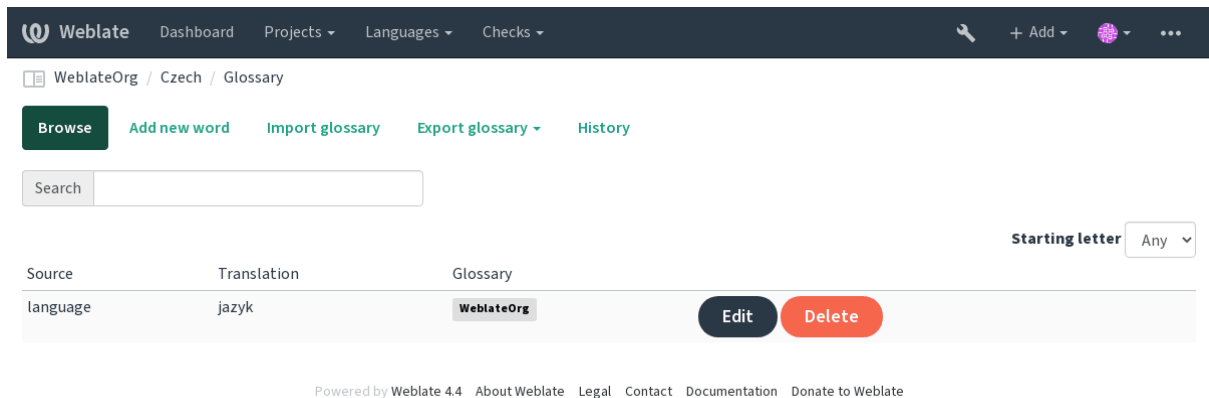 Weblate Dashboard Projects Languages Checks + Add
WeblateOrg / Czech / Glossary
Browse Add new word Import glossary Export glossary History
Search
Starting letter Any
Source Translation Glossary
language jazyk WeblateOrg Edit Delete
Powered by Weblate 4.4 About Weblate Legal Contact Documentation Donate to Weblate